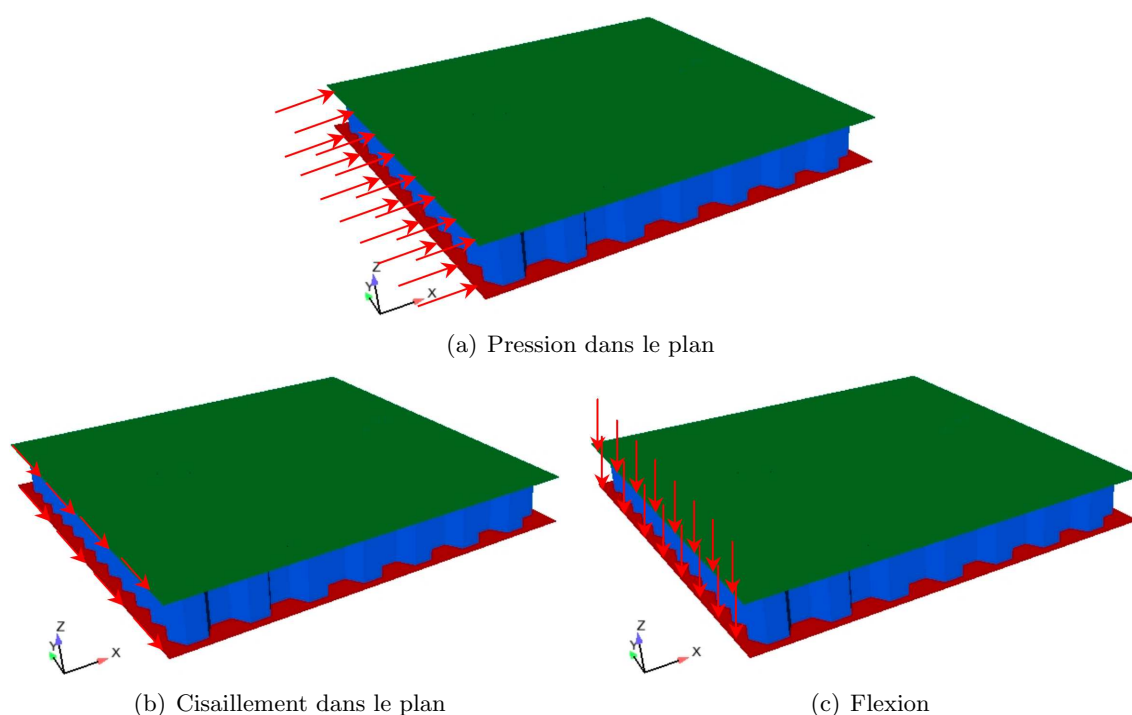 Z
Y
X
(a) Pression dans le plan
Z
Y
X
(b) Cisaillement dans le plan
Z
Y
X
(c) Flexion